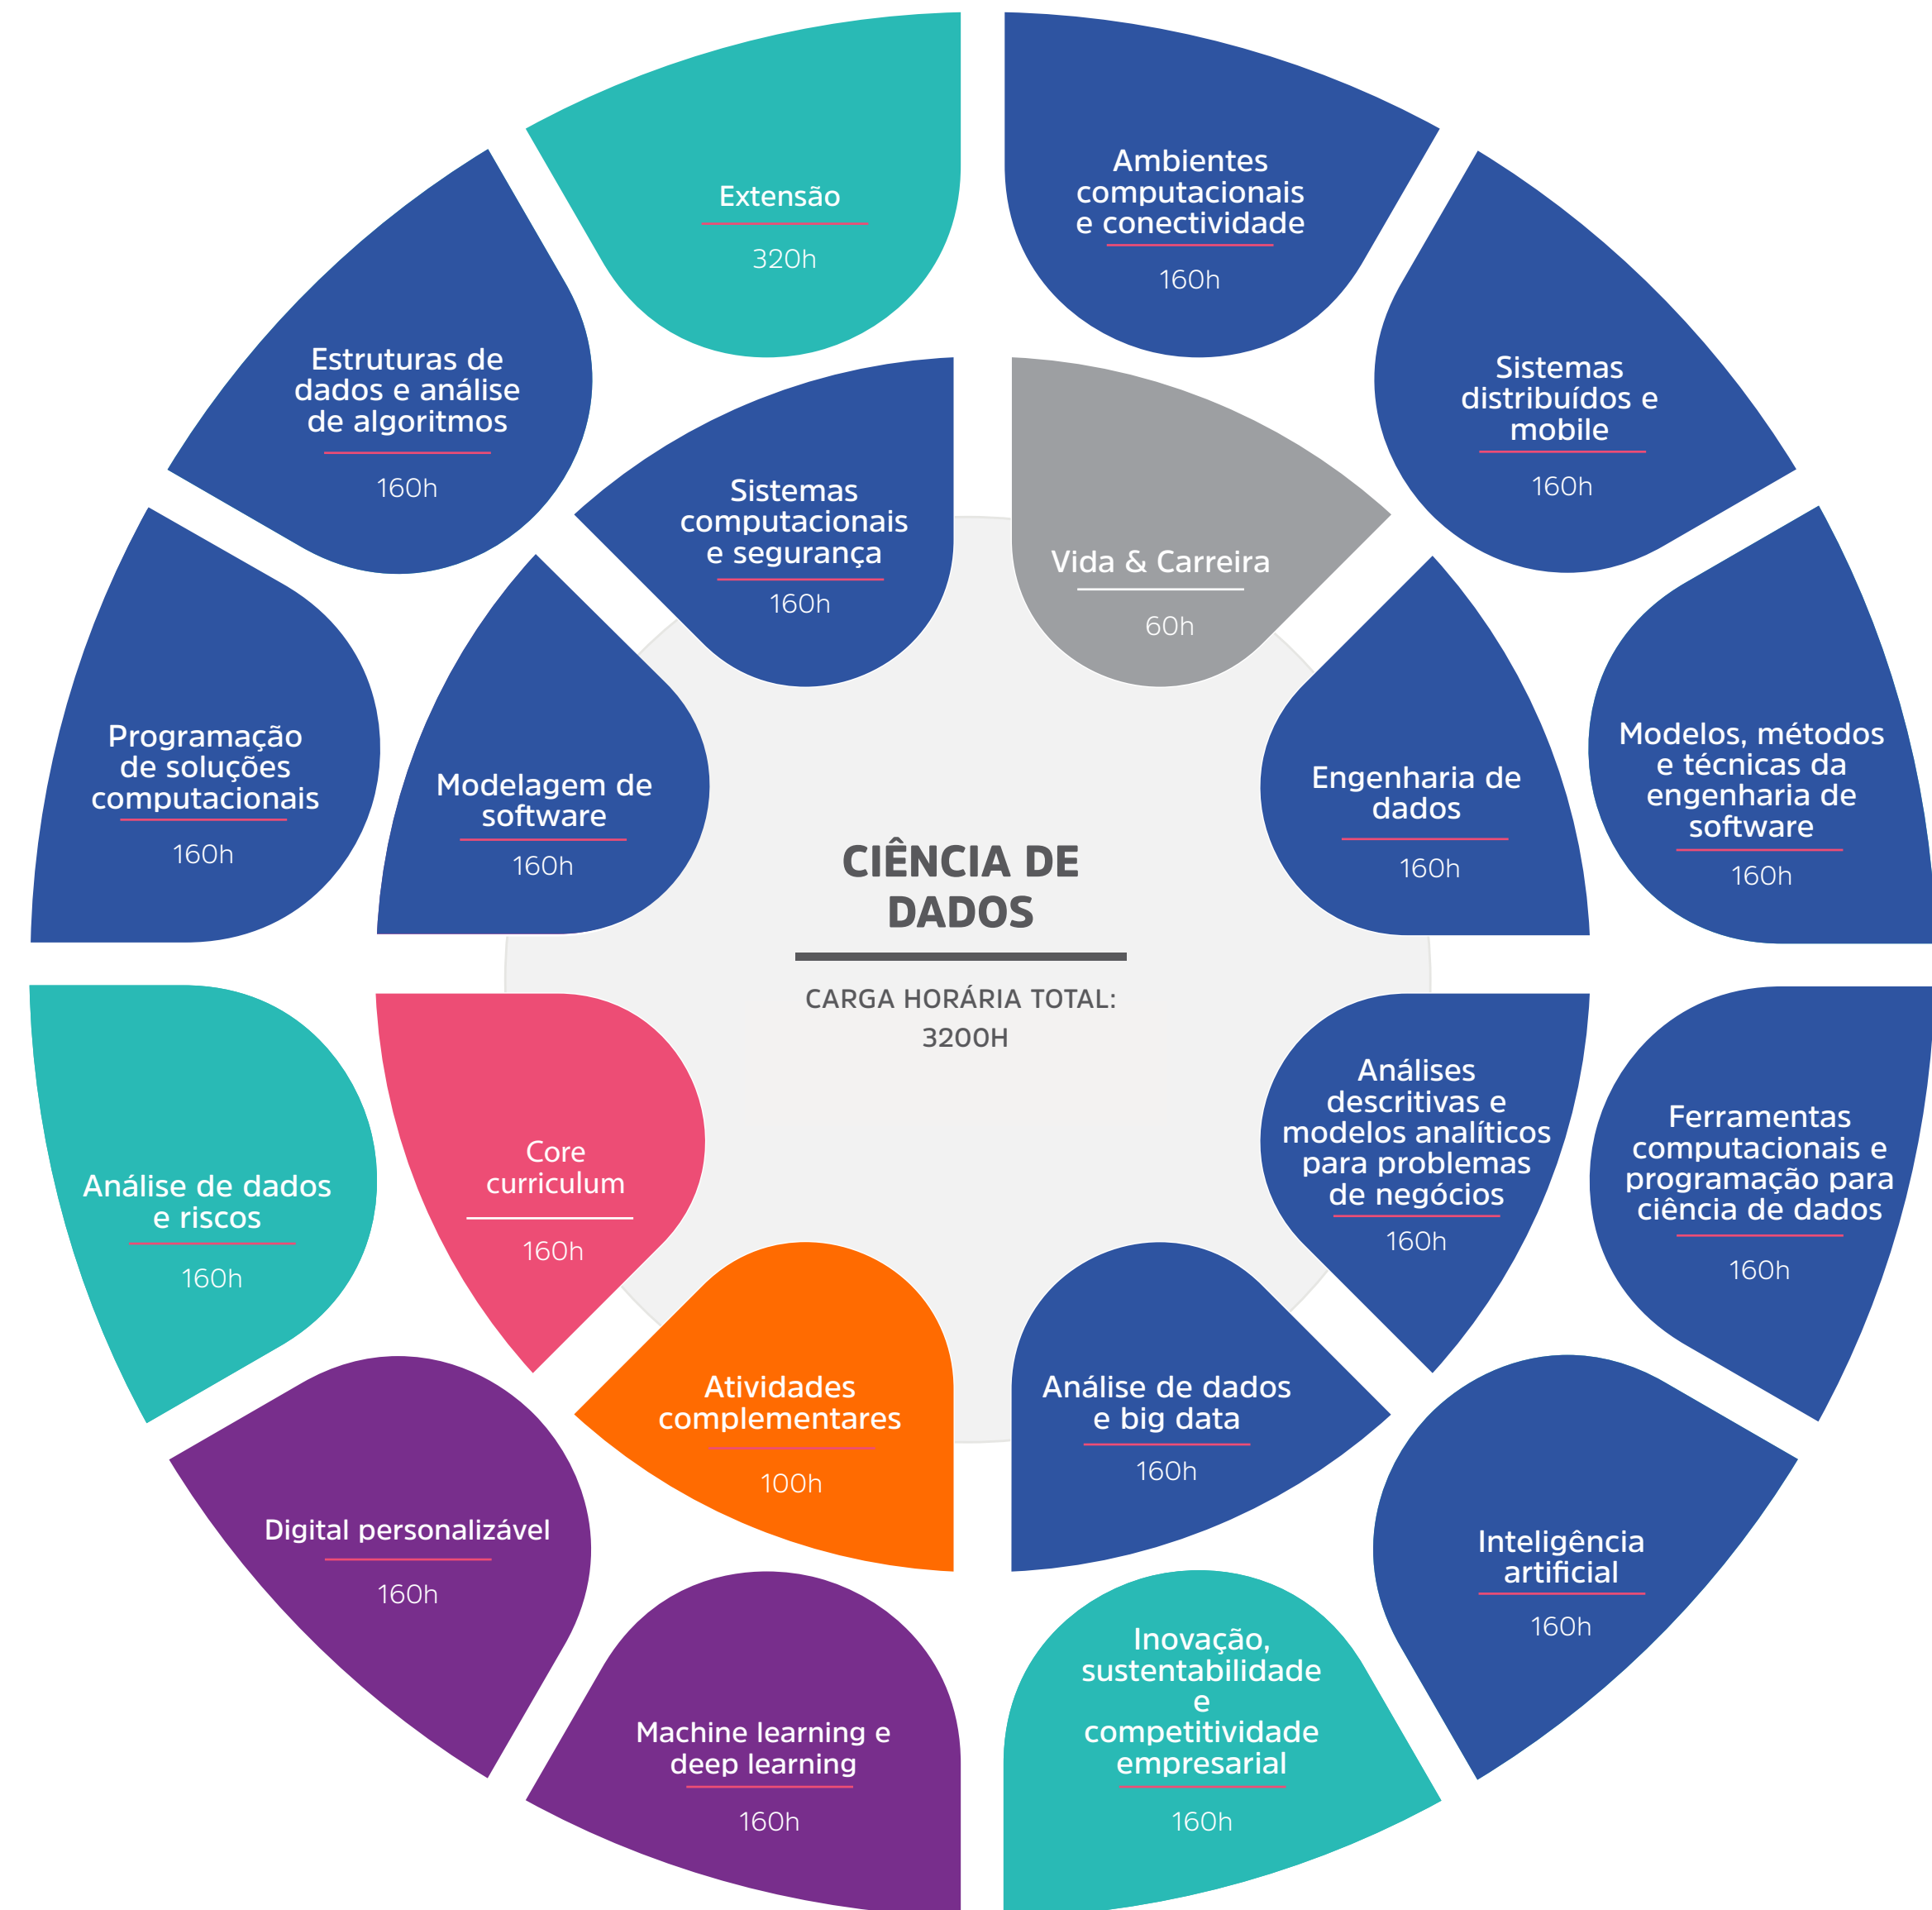 Extensão
320h
Ambientes
computacionais
e conectividade
160h
Estruturas de
dados e análise
de algoritmos
160h
Sistemas
distribuídos e
mobile
160h
Sistemas
computacionais
e segurança
160h
Vida & Carreira
60h
Programação
de soluções
computacionais
160h
Modelagem de
software
160h
Engenharia de
dados
160h
Modelos, métodos
e técnicas da
engenharia de
software
160h
CIÊNCIA DE
DADOS
CARGA HORÁRIA TOTAL:
3200H
Análise de dados
e riscos
160h
Core
curriculum
160h
Análises
descritivas e
modelos analíticos
para problemas
de negócios
160h
Ferramentas
computacionais e
programação para
ciência de dados
160h
Atividades
complementares
100h
Análise de dados
e big data
160h
Digital personalizável
160h
Inteligência
artificial
160h
Machine learning e
deep learning
160h
Inovação,
sustentabilidade
e
competitividade
empresarial
160h